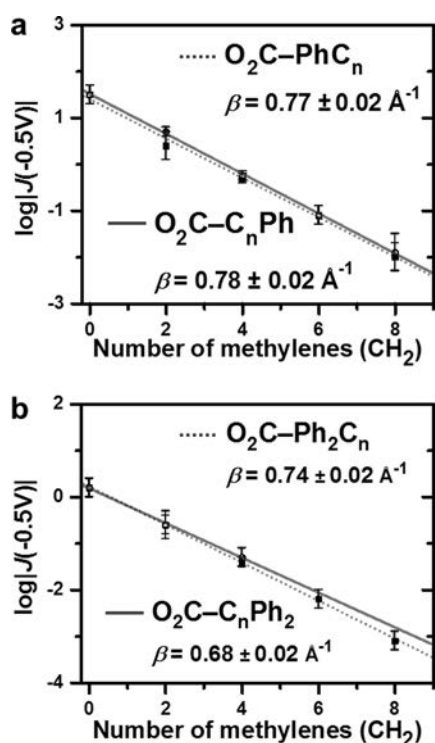 a
3
O₂C–PhCₙ
β = 0.77 ± 0.02 Å⁻¹
1
log|J(-0.5V)|
-1
O₂C–CₙPh
β = 0.78 ± 0.02 Å⁻¹
-3
0 2 4 6 8
Number of methylenes (CH₂)
b
2
O₂C–Ph₂Cₙ
β = 0.74 ± 0.02 Å⁻¹
0
log|J(-0.5V)|
-2
O₂C–CₙPh₂
β = 0.68 ± 0.02 Å⁻¹
-4
0 2 4 6 8
Number of methylenes (CH₂)